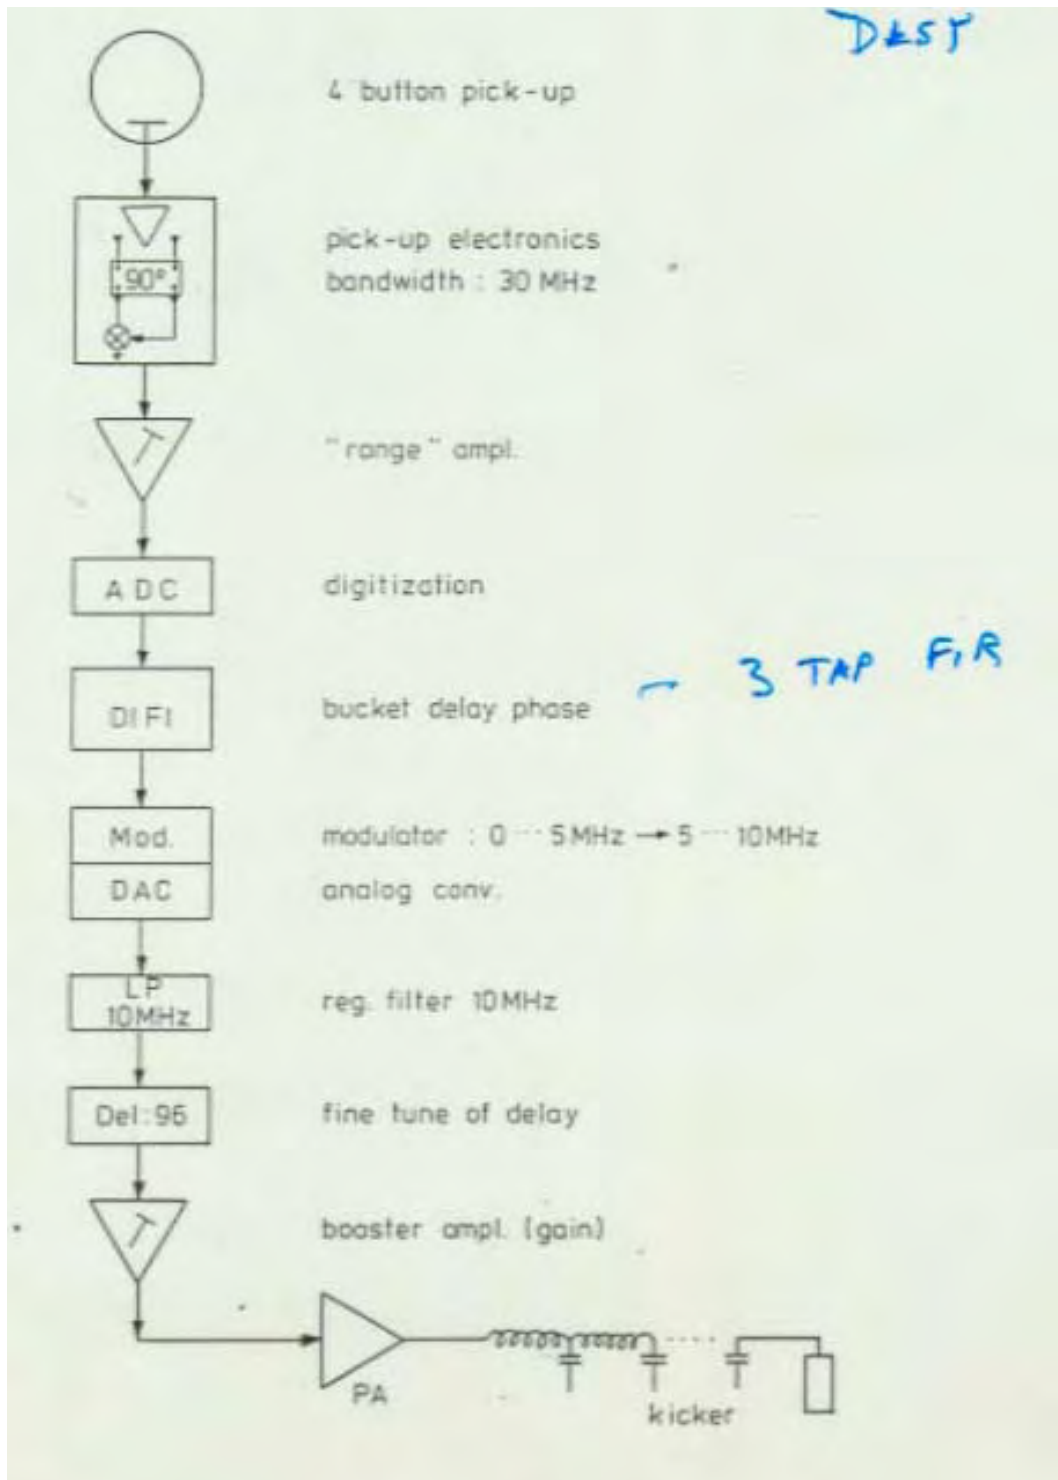 DESY
4 button pick-up
pick-up electronics
bandwidth : 30 MHz
90°
"range" ampl.
ADC
digitization
DIFI
bucket delay phase
- 3 TAP FIR
Mod.
modulator : 0 ··· 5 MHz → 5 ··· 10 MHz
DAC
analog conv.
LP
10MHz
reg. filter 10 MHz
Del:96
fine tune of delay
booster ampl. (gain)
PA
kicker